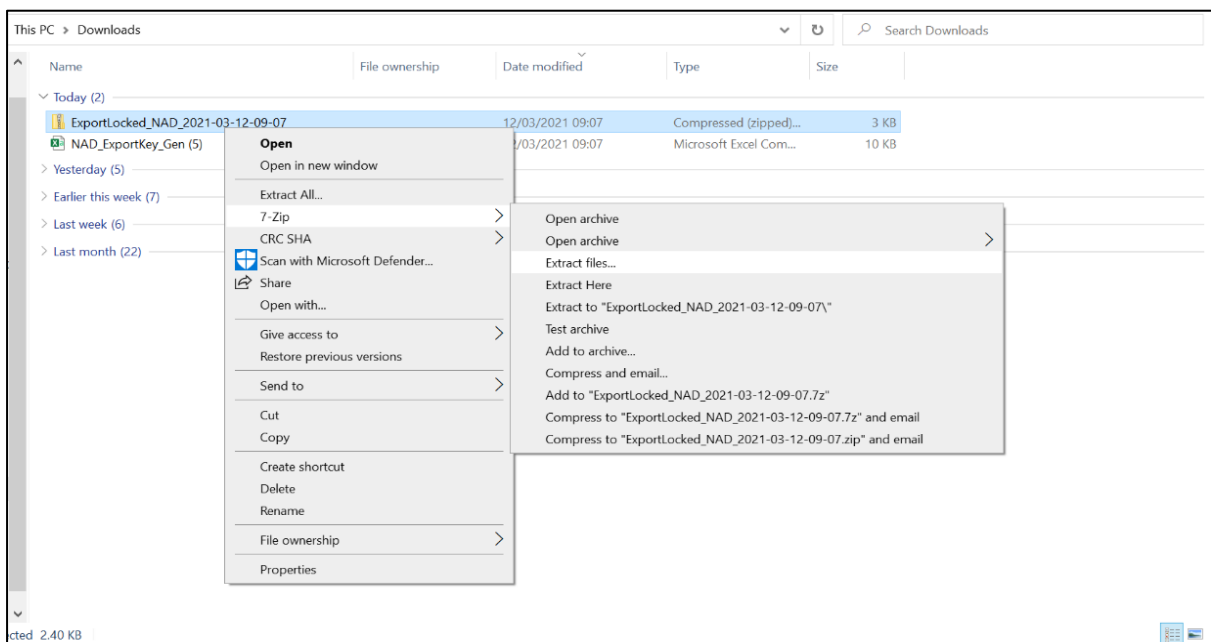 This PC > Downloads
Search Downloads
Name File ownership Date modified Type Size
Today (2)
ExportLocked_NAD_2021-03-12-09-07 12/03/2021 09:07 Compressed (zipped)... 3 KB
NAD_ExportKey_Gen (5) /03/2021 09:07 Microsoft Excel Com... 10 KB
Yesterday (5)
Earlier this week (7)
Last week (6)
Last month (22)
Open
Open in new window
Extract All...
7-Zip
CRC SHA
Scan with Microsoft Defender...
Share
Open with...
Give access to
Restore previous versions
Send to
Cut
Copy
Create shortcut
Delete
Rename
File ownership
Properties
Open archive
Open archive
Extract files...
Extract Here
Extract to "ExportLocked_NAD_2021-03-12-09-07\"
Test archive
Add to archive...
Compress and email...
Add to "ExportLocked_NAD_2021-03-12-09-07.7z"
Compress to "ExportLocked_NAD_2021-03-12-09-07.7z" and email
Compress to "ExportLocked_NAD_2021-03-12-09-07.zip" and email
cted 2.40 KB